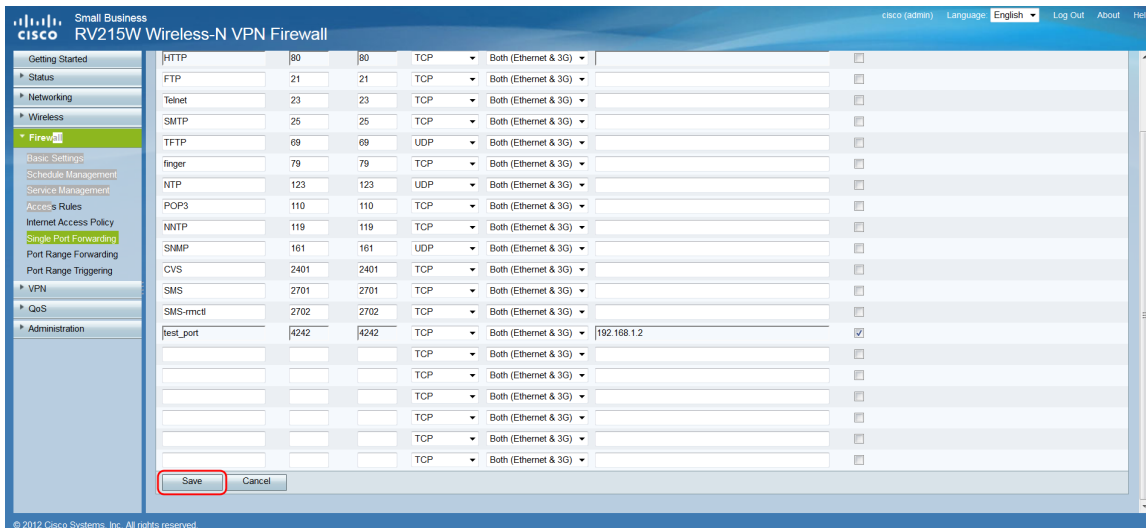 Small Business
cisco RV215W Wireless-N VPN Firewall
cisco (admin) Language English Log Out About Hel
Getting Started
Status
Networking
Wireless
Firewall
Basic Settings
Schedule Management
Service Management
Access Rules
Internet Access Policy
Single Port Forwarding
Port Range Forwarding
Port Range Triggering
VPN
QoS
Administration
HTTP 80 80 TCP Both (Ethernet & 3G)
FTP 21 21 TCP Both (Ethernet & 3G)
Telnet 23 23 TCP Both (Ethernet & 3G)
SMTP 25 25 TCP Both (Ethernet & 3G)
TFTP 69 69 UDP Both (Ethernet & 3G)
finger 79 79 TCP Both (Ethernet & 3G)
NTP 123 123 UDP Both (Ethernet & 3G)
POP3 110 110 TCP Both (Ethernet & 3G)
NNTP 119 119 TCP Both (Ethernet & 3G)
SNMP 161 161 UDP Both (Ethernet & 3G)
CVS 2401 2401 TCP Both (Ethernet & 3G)
SMS 2701 2701 TCP Both (Ethernet & 3G)
SMS-rmctl 2702 2702 TCP Both (Ethernet & 3G)
test_port 4242 4242 TCP Both (Ethernet & 3G) 192.168.1.2
TCP Both (Ethernet & 3G)
TCP Both (Ethernet & 3G)
TCP Both (Ethernet & 3G)
TCP Both (Ethernet & 3G)
TCP Both (Ethernet & 3G)
TCP Both (Ethernet & 3G)
Save Cancel
© 2012 Cisco Systems, Inc. All rights reserved.